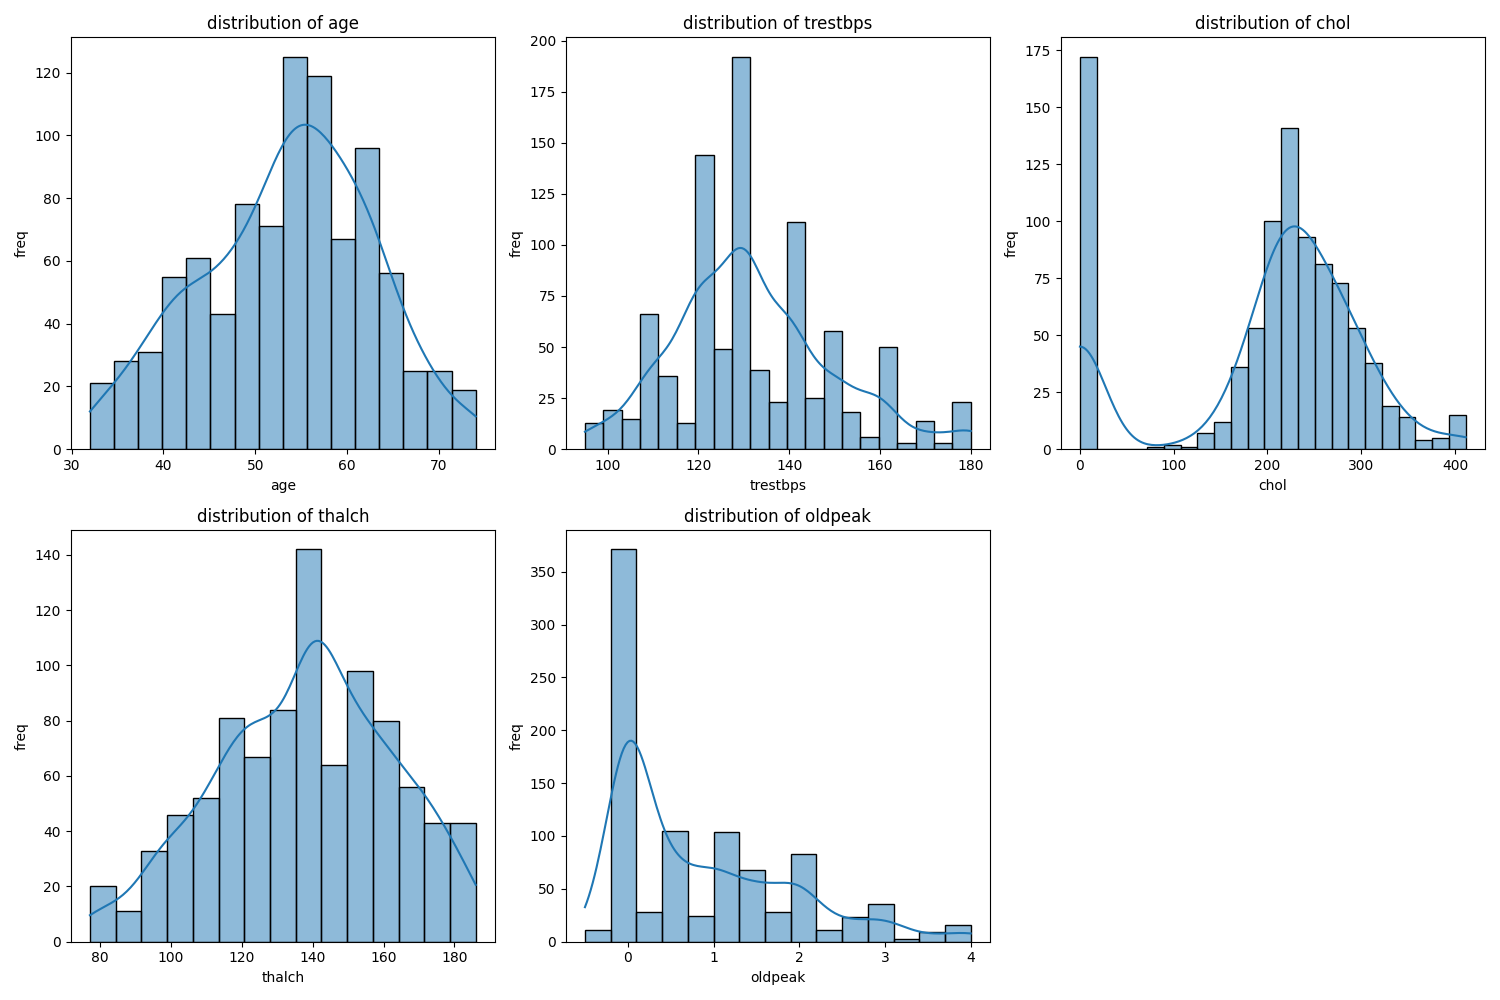 distribution of age
120
100
80
60
40
20
0
freq
30 40 50 60 70
age
distribution of trestbps
200
175
150
125
100
75
50
25
0
freq
100 120 140 160 180
trestbps
distribution of chol
175
150
125
100
75
50
25
0
freq
0 100 200 300 400
chol
distribution of thalch
140
120
100
80
60
40
20
0
freq
80 100 120 140 160 180
thalch
distribution of oldpeak
350
300
250
200
150
100
50
0
freq
0 1 2 3 4
oldpeak